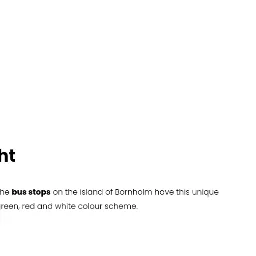 ht
he bus stops on the island of Bornholm have this unique
reen, red and white colour scheme.